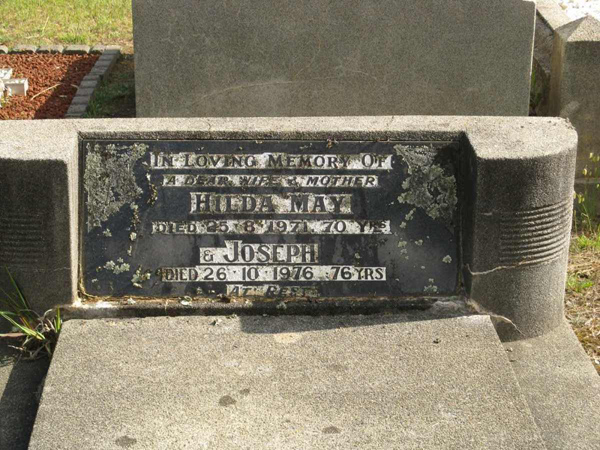 IN LOVING MEMORY OF
A DEAR WIFE & MOTHER
HILDA MAY
DIED 25·8·1971 70 YRS
& JOSEPH
DIED 26·10·1976 76 YRS
AT REST